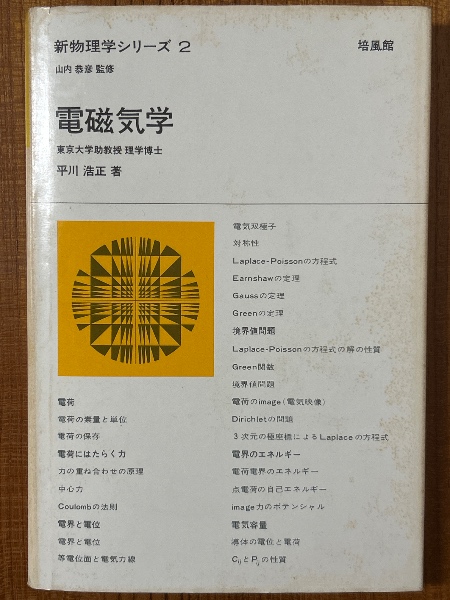 新物理学シリーズ 2
培風館
山内 恭彦 監修
電磁気学
東京大学助教授 理学博士
平川 浩正 著
電荷
電荷の素量と単位
電荷の保存
電荷にはたらく力
力の重ね合わせの原理
中心力
Coulombの法則
電界と電位
電界と電位
等電位面と電気力線
電気双極子
対称性
Laplace-Poissonの方程式
Earnshawの定理
Gaussの定理
Greenの定理
境界値問題
Laplace-Poissonの方程式の解の性質
Green関数
境界値問題
電荷のimage(電気映像)
Dirichletの問題
3次元の極座標によるLaplaceの方程式
電界のエネルギー
電荷電界のエネルギー
点電荷の自己エネルギー
image力のポテンシャル
電気容量
導体の電位と電荷
CijとPijの性質